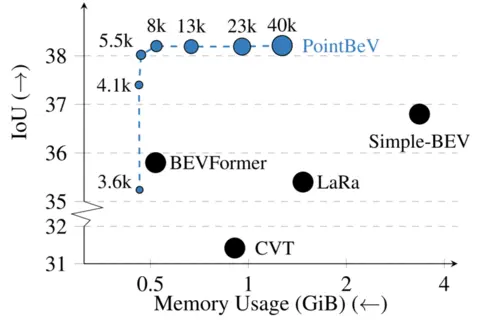 8k 13k 23k 40k
5.5k
PointBeV
38
4.1k
37
Simple-BEV
36
BEVFormer
LaRa
3.6k
35
32
CVT
31
0.5 1 2 4
Memory Usage (GiB) (←)
IoU (→)